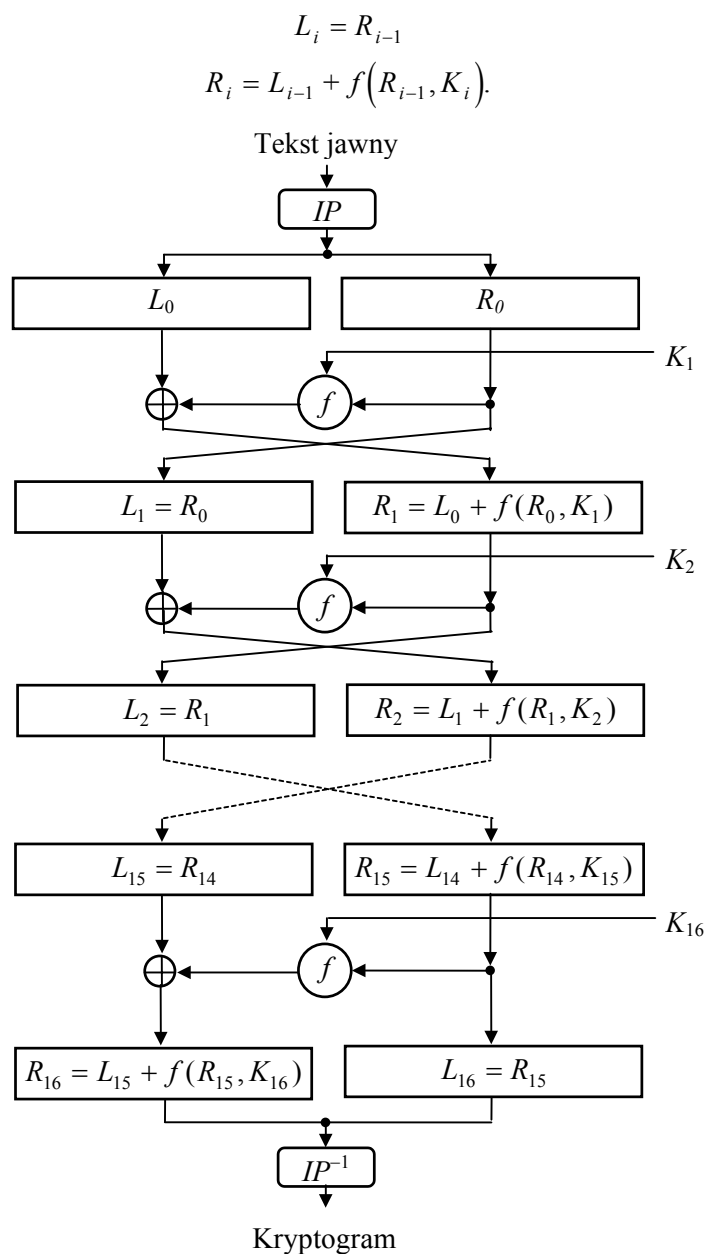 L_i = R_{i−1}
R_i = L_{i−1} + f(R_{i−1}, K_i).
Tekst jawny
IP
L_0 R_0
K_1
f
L_1 = R_0 R_1 = L_0 + f(R_0, K_1)
K_2
f
L_2 = R_1 R_2 = L_1 + f(R_1, K_2)
L_15 = R_14 R_15 = L_14 + f(R_14, K_15)
K_16
f
R_16 = L_15 + f(R_15, K_16) L_16 = R_15
IP^{−1}
Kryptogram